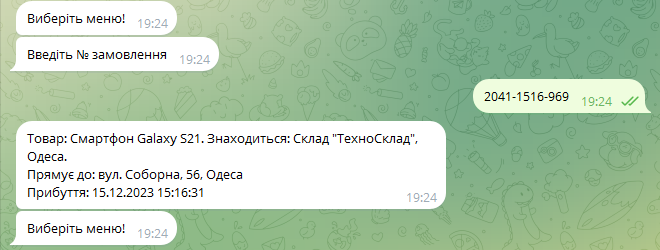 Виберіть меню! 19:24
Введіть № замовлення 19:24
2041-1516-969 19:24
Товар: Смартфон Galaxy S21. Знаходиться: Склад "ТехноСклад",
Одеса.
Прямує до: вул. Соборна, 56, Одеса
Прибуття: 15.12.2023 15:16:31
19:24
Виберіть меню! 19:24